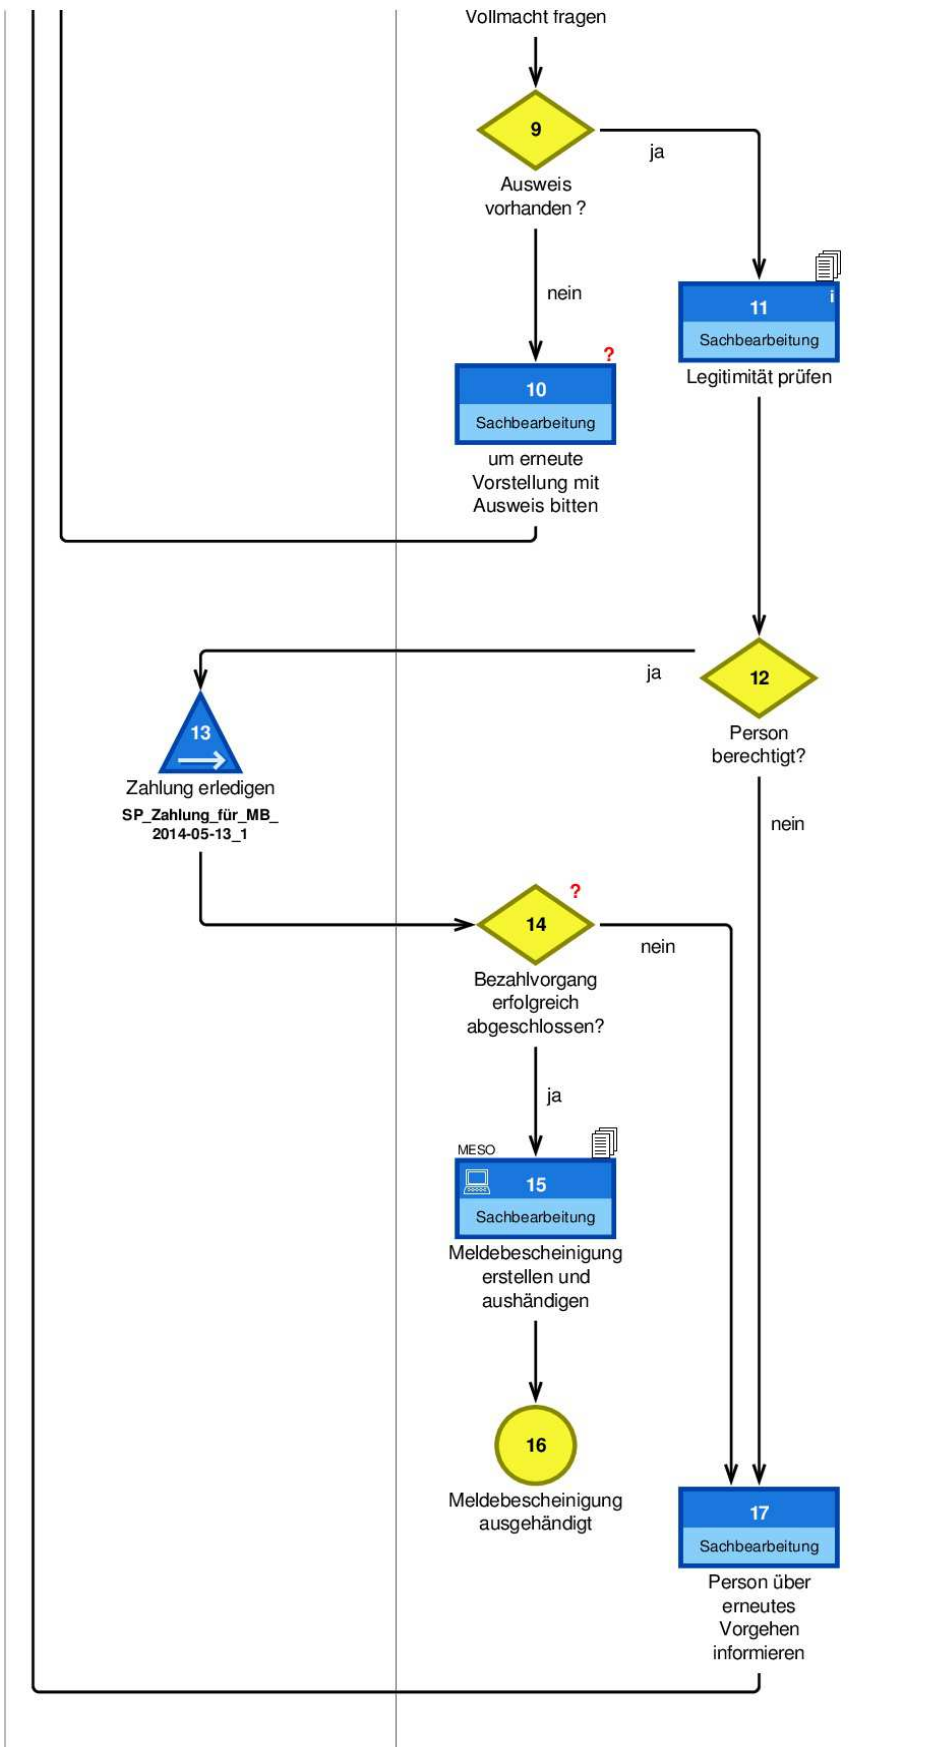 Vollmacht fragen
9
ja
Ausweis
vorhanden ?
nein
i
11
Sachbearbeitung
Legitimität prüfen
?
10
Sachbearbeitung
um erneute
Vorstellung mit
Ausweis bitten
ja
12
Person
berechtigt?
13
Zahlung erledigen
SP_Zahlung_für_MB_
2014-05-13_1
nein
?
14
nein
Bezahlvorgang
erfolgreich
abgeschlossen?
ja
MESO
15
Sachbearbeitung
Meldebescheinigung
erstellen und
aushändigen
16
Meldebescheinigung
ausgehändigt
17
Sachbearbeitung
Person über
erneutes
Vorgehen
informieren